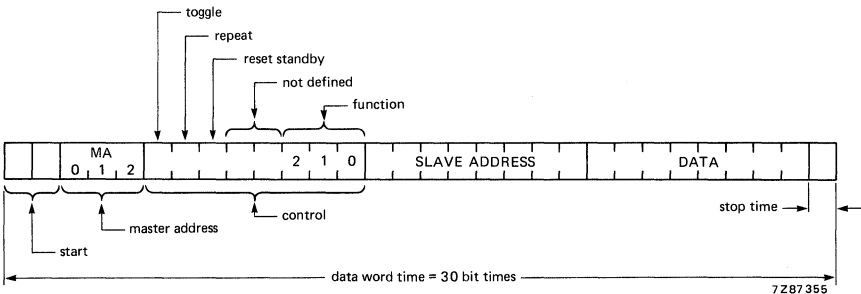 toggle
repeat
reset standby
not defined
function
MA
0 1 2
2 1 0
SLAVE ADDRESS
DATA
stop time
control
master address
start
data word time = 30 bit times
7Z87355